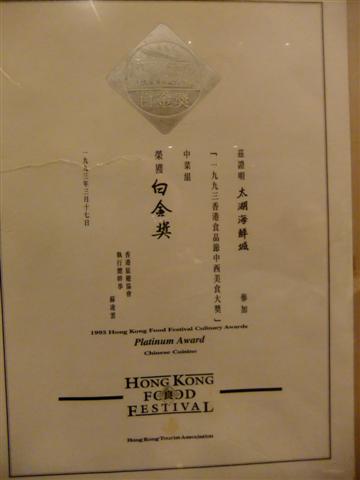 白金獎
茲證明 太湖海鮮城 參加
「一九九三香港食品節中西美食大獎」
中菜組
榮獲 白金獎
香港旅遊協會
執行總幹事
一九九三年三月十七日
1993 Hong Kong Food Festival Culinary Awards
Platinum Award
Chinese Cuisine
HONG KONG
FOOD
FESTIVAL
Hong Kong Tourist Association